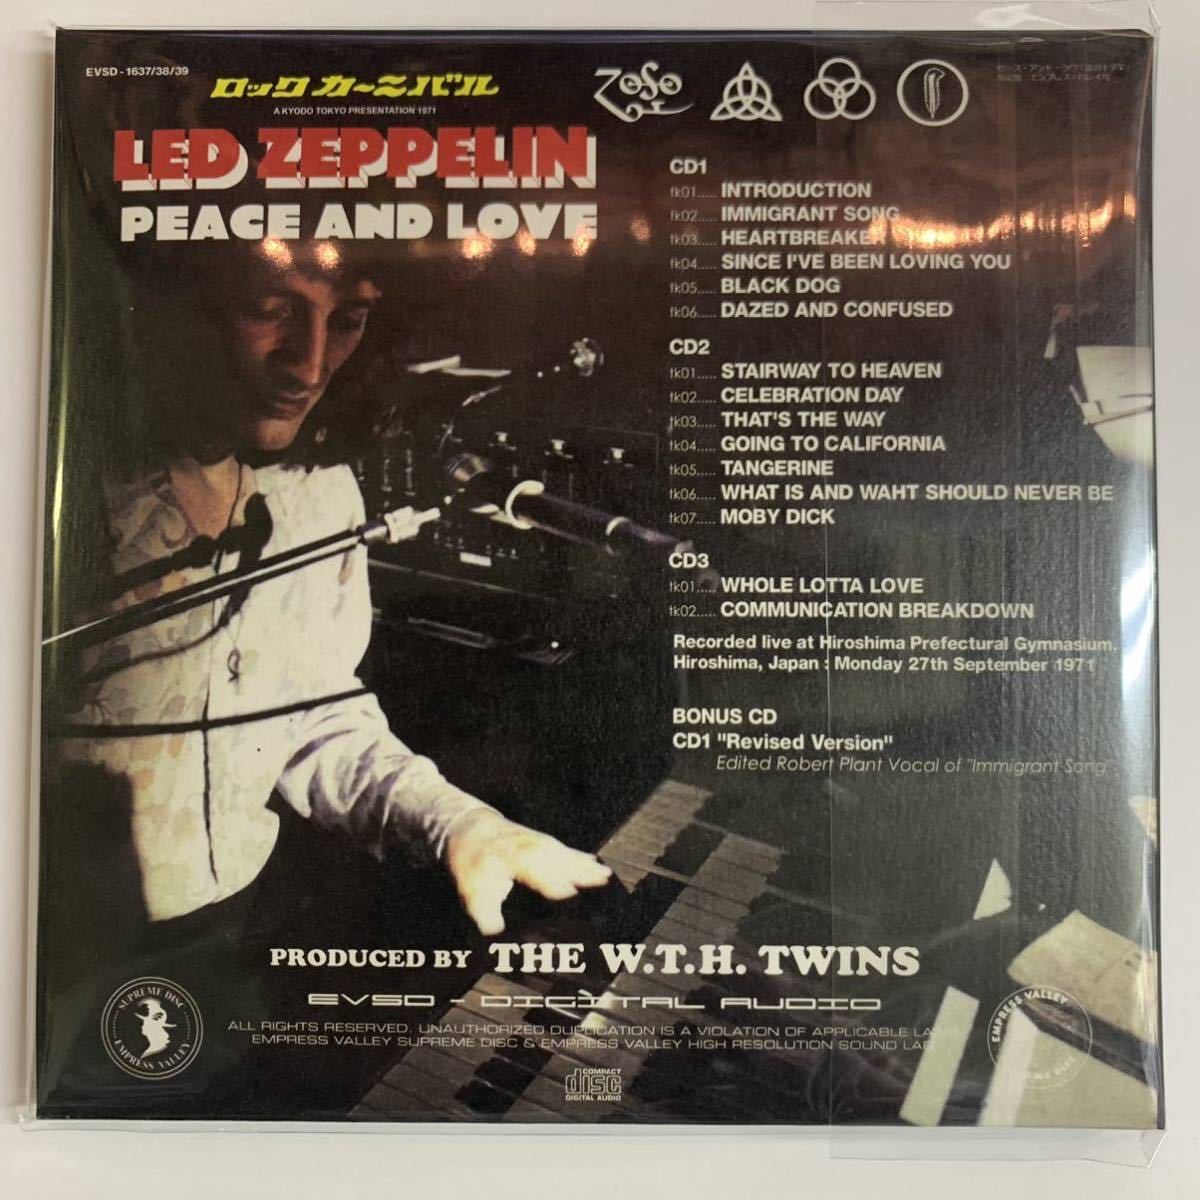 EVSD - 1637/38/39
ロック カーニバル
A KYODO TOKYO PRESENTATION 1971
LED ZEPPELIN
PEACE AND LOVE
ZOSO
CD1
tk01..... INTRODUCTION
tk02..... IMMIGRANT SONG
tk03..... HEARTBREAKER
tk04..... SINCE I'VE BEEN LOVING YOU
tk05..... BLACK DOG
tk06..... DAZED AND CONFUSED
CD2
tk01..... STAIRWAY TO HEAVEN
tk02..... CELEBRATION DAY
tk03..... THAT'S THE WAY
tk04..... GOING TO CALIFORNIA
tk05..... TANGERINE
tk06..... WHAT IS AND WAHT SHOULD NEVER BE
tk07..... MOBY DICK
CD3
tk01..... WHOLE LOTTA LOVE
tk02..... COMMUNICATION BREAKDOWN
Recorded live at Hiroshima Prefectural Gymnasium,
Hiroshima, Japan : Monday 27th September 1971
BONUS CD
CD1 "Revised Version"
Edited Robert Plant Vocal of "Immigrant Song
PRODUCED BY THE W.T.H. TWINS
EVSD - DIGITAL AUDIO
ALL RIGHTS RESERVED. UNAUTHORIZED DUPLICATION IS A VIOLATION OF APPLICABLE LAWS
EMPRESS VALLEY SUPREME DISC & EMPRESS VALLEY HIGH RESOLUTION SOUND LAB
SUPREME DISC
EMPRESS VALLEY
EMPRESS VALLEY
COMPACT
disc
DIGITAL AUDIO